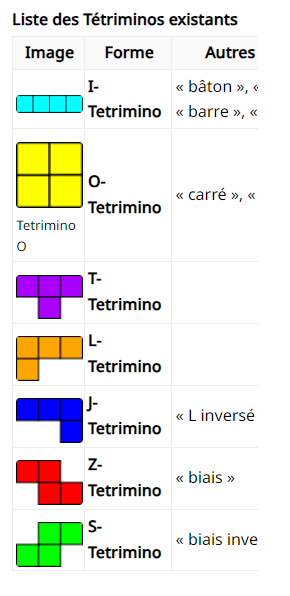 Liste des Tétriminos existants
Image Forme Autres
I-
Tetrimino
« bâton », «
« barre », «
Tetrimino
O
O-
Tetrimino
« carré », «
T-
Tetrimino
L-
Tetrimino
J-
Tetrimino
« L inversé
Z-
Tetrimino
« biais »
S-
Tetrimino
« biais inve